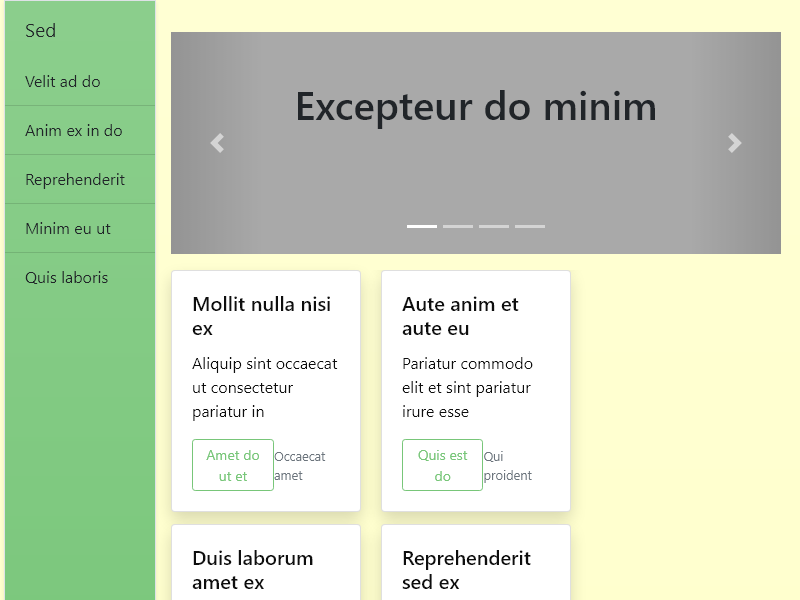 Sed
Velit ad do
Anim ex in do
Reprehenderit
Minim eu ut
Quis laboris
Excepteur do minim
Mollit nulla nisi
ex
Aliquip sint occaecat
ut consectetur
pariatur in
Amet do
ut et
Occaecat
amet
Aute anim et
aute eu
Pariatur commodo
elit et sint pariatur
irure esse
Quis est
do
Qui
proident
Duis laborum
amet ex
Reprehenderit
sed ex